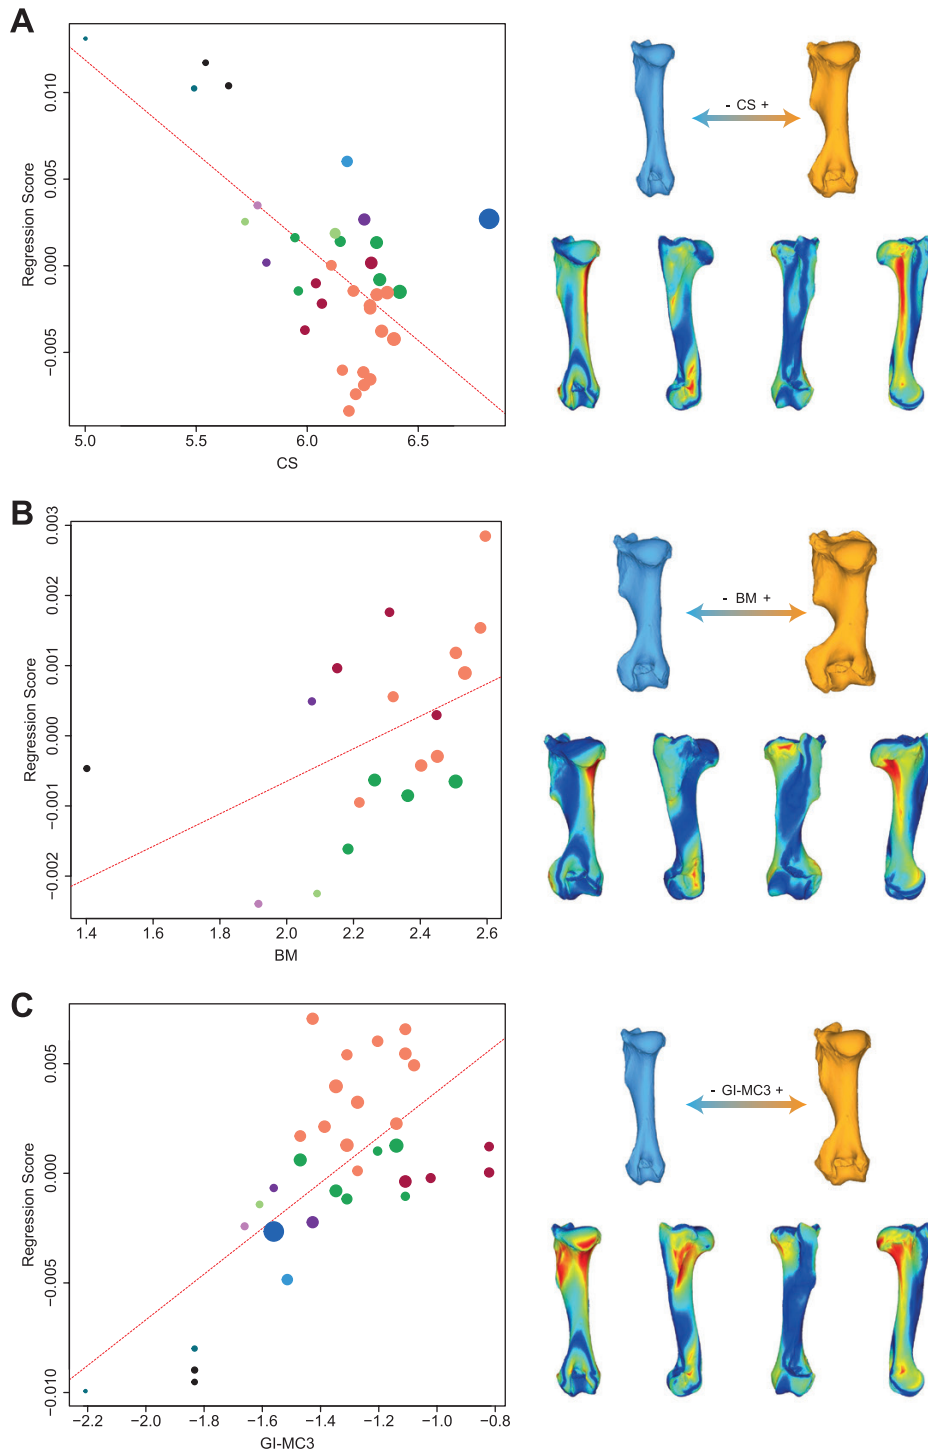 A
Regression Score
0.010
0.005
0.000
−0.005
5.0 5.5 6.0 6.5
CS
- CS +
B
Regression Score
0.003
0.002
0.001
0.000
−0.001
−0.002
1.4 1.6 1.8 2.0 2.2 2.4 2.6
BM
- BM +
C
Regression Score
0.005
0.000
−0.005
−0.010
−2.2 −2.0 −1.8 −1.6 −1.4 −1.2 −1.0 −0.8
GI-MC3
- GI-MC3 +